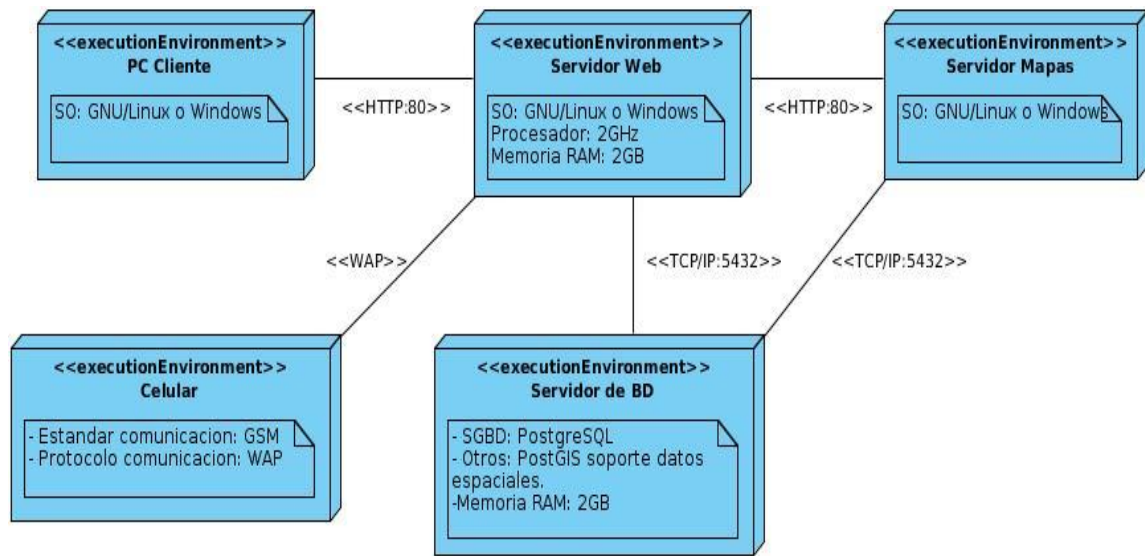 <<executionEnvironment>>
PC Cliente
SO: GNU/Linux o Windows
<<HTTP:80>>
<<executionEnvironment>>
Servidor Web
SO: GNU/Linux o Windows
Procesador: 2GHz
Memoria RAM: 2GB
<<HTTP:80>>
<<executionEnvironment>>
Servidor Mapas
SO: GNU/Linux o Windows
<<WAP>>
<<TCP/IP:5432>>
<<TCP/IP:5432>>
<<executionEnvironment>>
Celular
- Estandar comunicacion: GSM
- Protocolo comunicacion: WAP
<<executionEnvironment>>
Servidor de BD
- SGBD: PostgreSQL
- Otros: PostGIS soporte datos
espaciales.
-Memoria RAM: 2GB